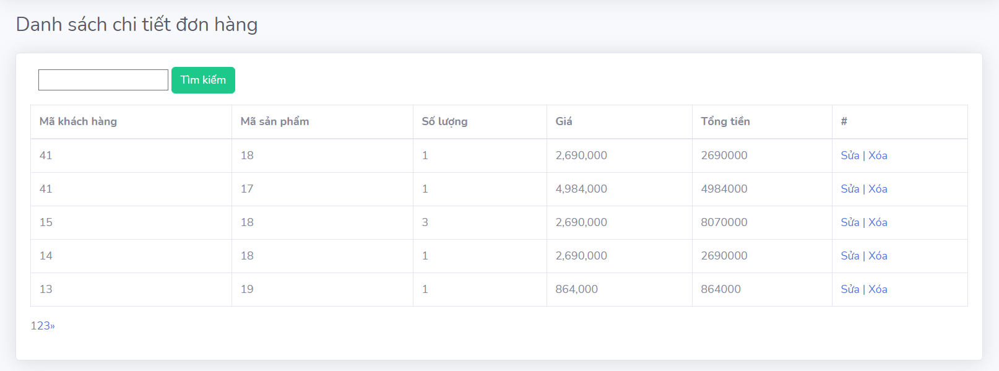 Danh sách chi tiết đơn hàng
Tìm kiếm
Mã khách hàng Mã sản phẩm Số lượng Giá Tổng tiền #
41 18 1 2,690,000 2690000 Sửa | Xóa
41 17 1 4,984,000 4984000 Sửa | Xóa
15 18 3 2,690,000 8070000 Sửa | Xóa
14 18 1 2,690,000 2690000 Sửa | Xóa
13 19 1 864,000 864000 Sửa | Xóa
123»